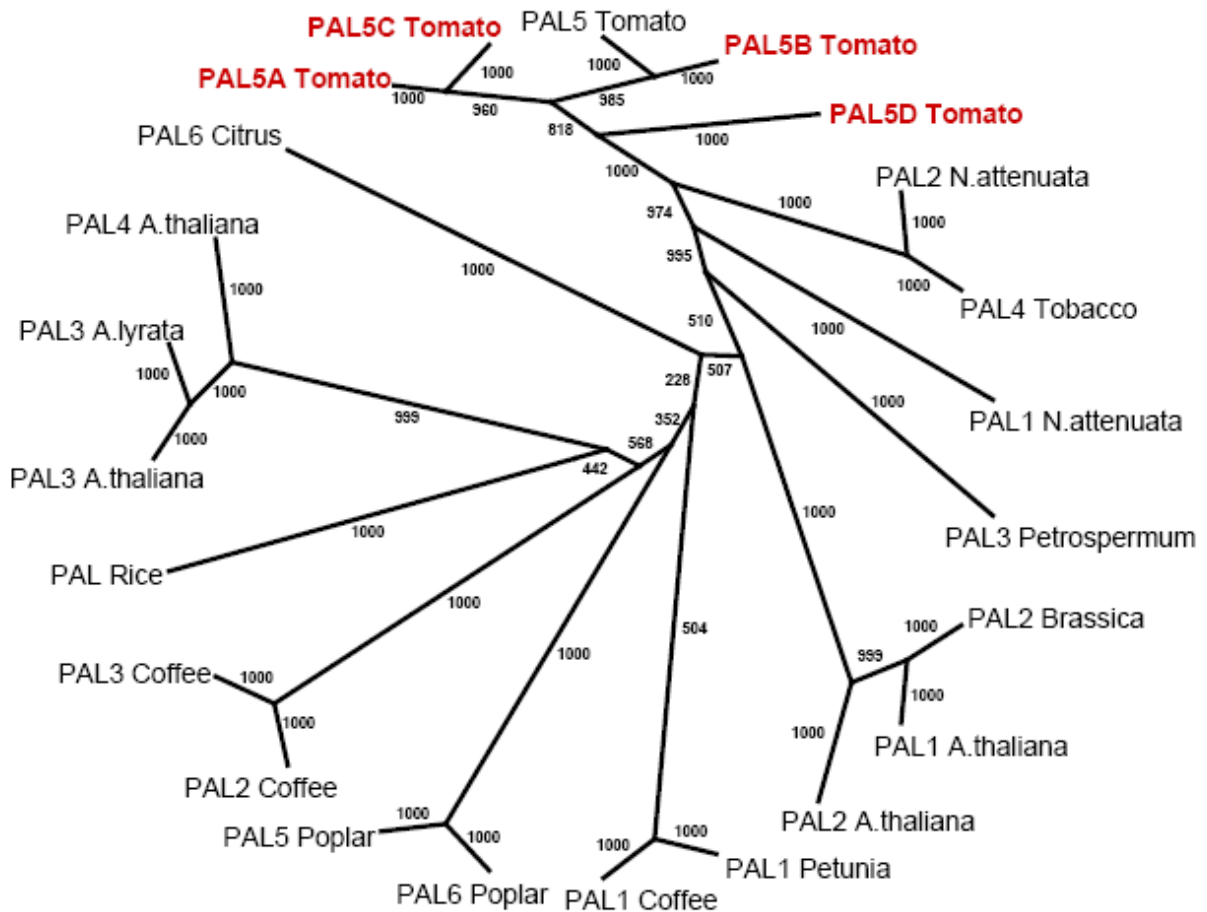 PAL5C Tomato
PAL5 Tomato
PAL5B Tomato
PAL5A Tomato
1000
1000
1000
1000
1000
960
985
PAL5D Tomato
818
1000
PAL6 Citrus
1000
PAL2 N.attenuata
1000
974
1000
PAL4 A.thaliana
995
1000
1000
1000
PAL4 Tobacco
PAL3 A.lyrata
510
1000
1000
1000
228
507
1000
PAL1 N.attenuata
999
352
1000
568
442
PAL3 A.thaliana
1000
1000
PAL3 Petrospermum
PAL Rice
1000
504
1000
PAL2 Brassica
1000
999
PAL3 Coffee
1000
1000
1000
1000
PAL1 A.thaliana
PAL2 Coffee
1000
PAL2 A.thaliana
PAL5 Poplar
1000
1000
1000
1000
PAL1 Petunia
PAL6 Poplar
PAL1 Coffee